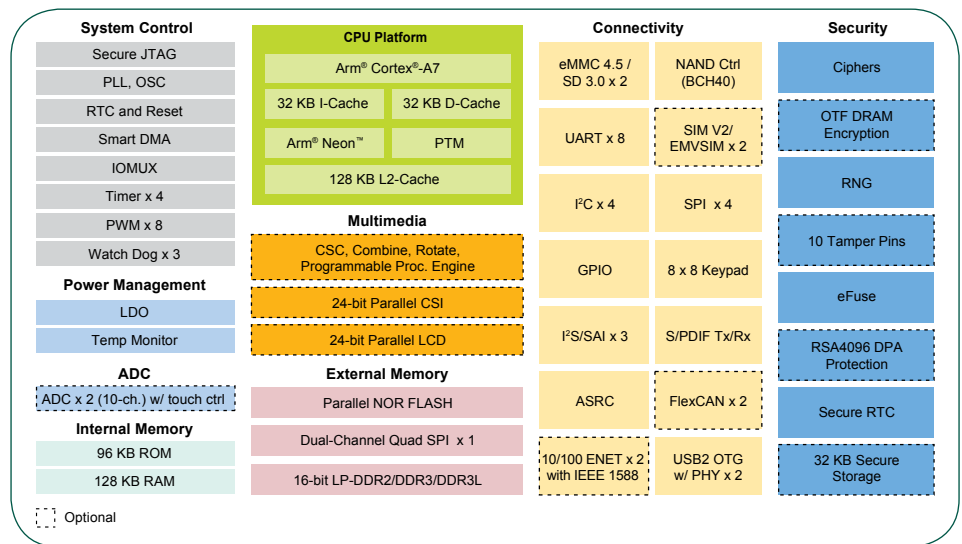 System Control
Secure JTAG
PLL, OSC
RTC and Reset
Smart DMA
IOMUX
Timer x 4
PWM x 8
Watch Dog x 3
Power Management
LDO
Temp Monitor
ADC
ADC x 2 (10-ch.) w/ touch ctrl
Internal Memory
96 KB ROM
128 KB RAM
Optional
CPU Platform
Arm® Cortex®-A7
32 KB I-Cache
32 KB D-Cache
Arm® Neon™
PTM
128 KB L2-Cache
Multimedia
CSC, Combine, Rotate,
Programmable Proc. Engine
24-bit Parallel CSI
24-bit Parallel LCD
External Memory
Parallel NOR FLASH
Dual-Channel Quad SPI x 1
16-bit LP-DDR2/DDR3/DDR3L
Connectivity
eMMC 4.5 /
SD 3.0 x 2
NAND Ctrl
(BCH40)
UART x 8
SIM V2/
EMVSIM x 2
I²C x 4
SPI x 4
GPIO
8 x 8 Keypad
I²S/SAI x 3
S/PDIF Tx/Rx
ASRC
FlexCAN x 2
10/100 ENET x 2
with IEEE 1588
USB2 OTG
w/ PHY x 2
Security
Ciphers
OTF DRAM
Encryption
RNG
10 Tamper Pins
eFuse
RSA4096 DPA
Protection
Secure RTC
32 KB Secure
Storage